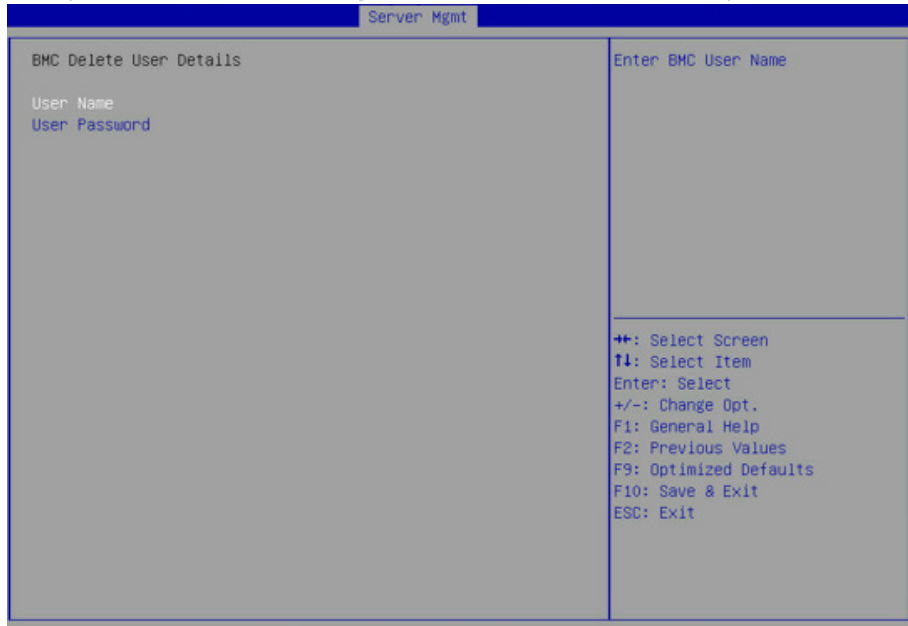 Server Mgmt
BMC Delete User Details
User Name
User Password
Enter BMC User Name
→←: Select Screen
↑↓: Select Item
Enter: Select
+/-: Change Opt.
F1: General Help
F2: Previous Values
F9: Optimized Defaults
F10: Save & Exit
ESC: Exit